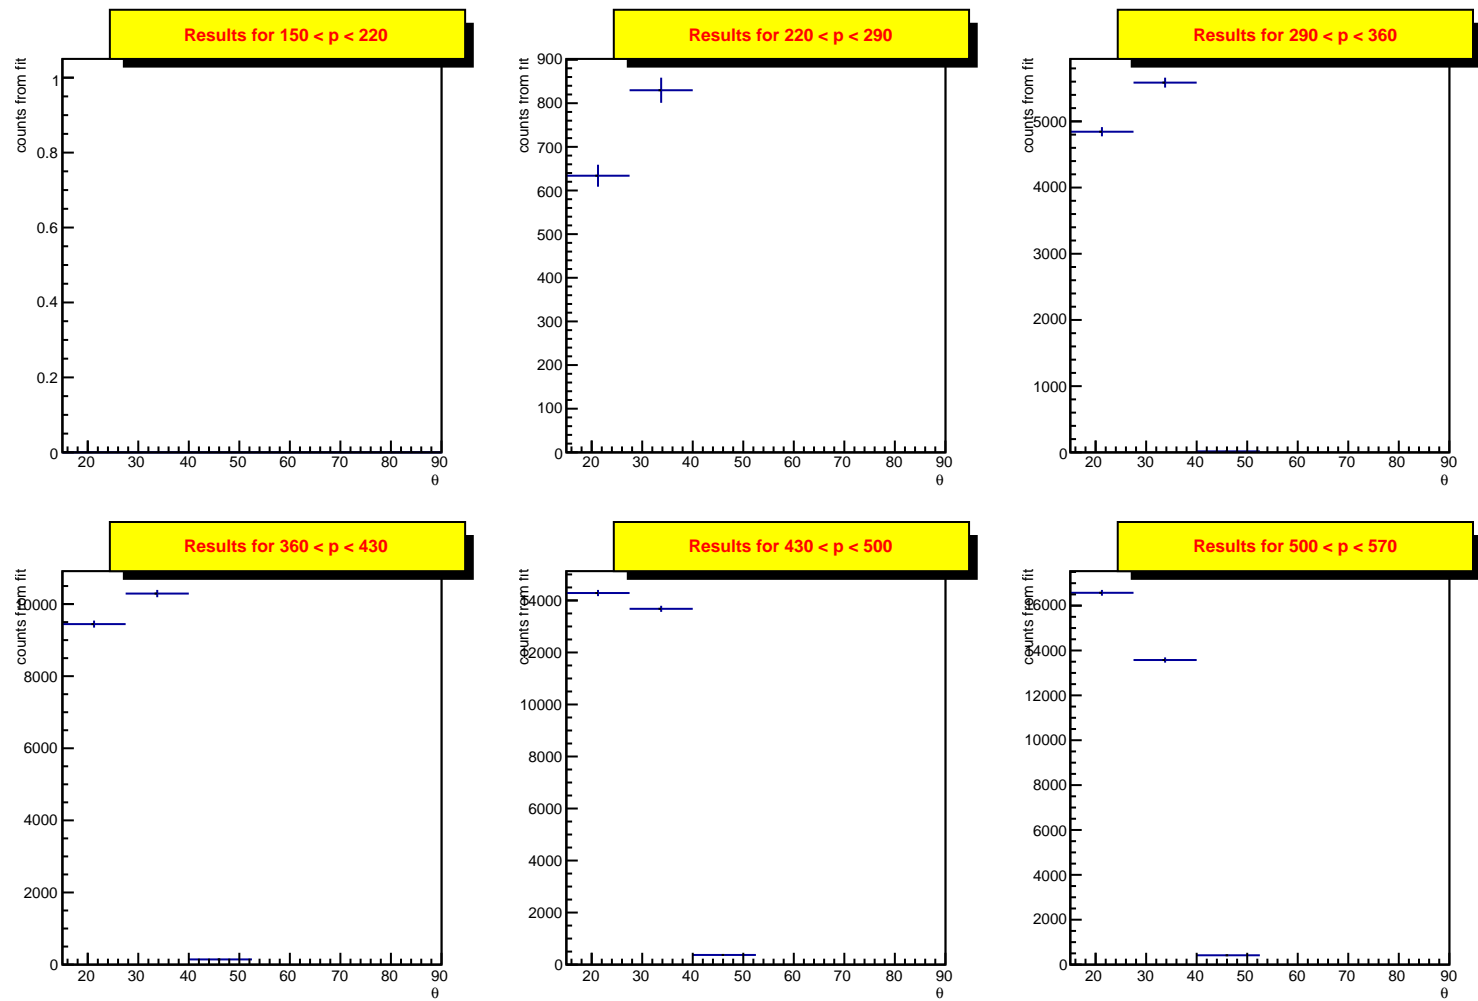 Results for 150 < p < 220
counts from fit
1
0.8
0.6
0.4
0.2
0
20 30 40 50 60 70 80 90
θ
Results for 220 < p < 290
counts from fit
900
800
700
600
500
400
300
200
100
0
20 30 40 50 60 70 80 90
θ
Results for 290 < p < 360
counts from fit
5000
4000
3000
2000
1000
0
20 30 40 50 60 70 80 90
θ
Results for 360 < p < 430
counts from fit
10000
8000
6000
4000
2000
0
20 30 40 50 60 70 80 90
θ
Results for 430 < p < 500
counts from fit
14000
12000
10000
8000
6000
4000
2000
0
20 30 40 50 60 70 80 90
θ
Results for 500 < p < 570
counts from fit
16000
14000
12000
10000
8000
6000
4000
2000
0
20 30 40 50 60 70 80 90
θ